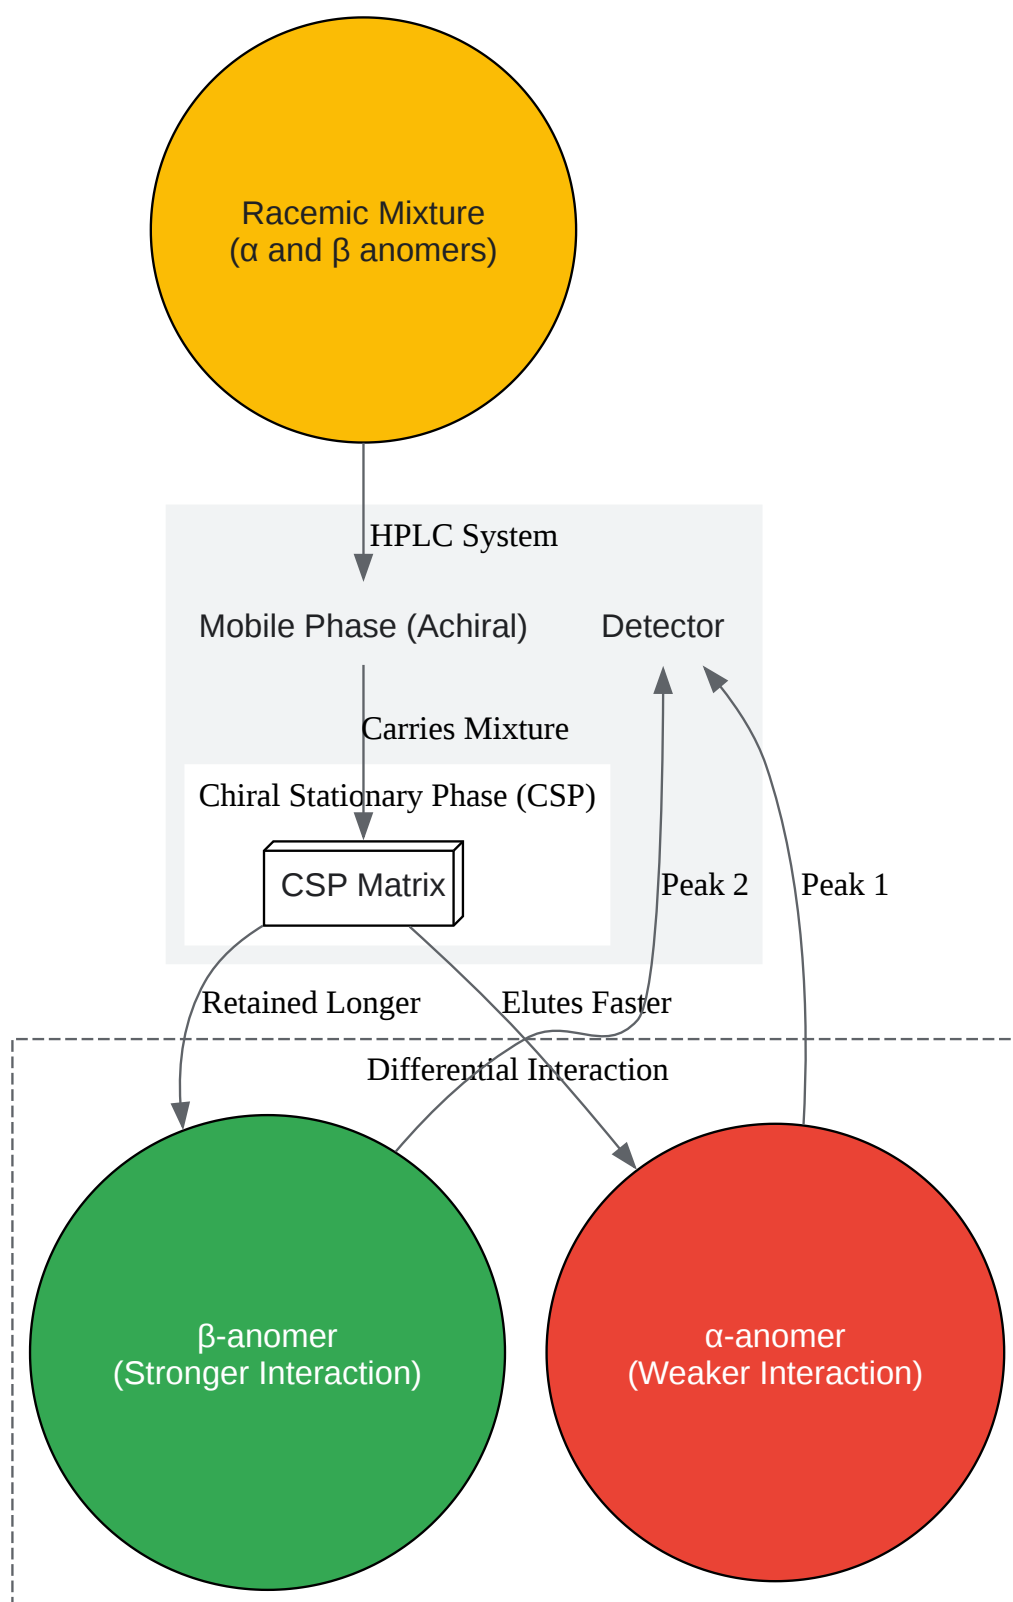 Racemic Mixture
(α and β anomers)
HPLC System
Mobile Phase (Achiral)
Detector
Carries Mixture
Chiral Stationary Phase (CSP)
CSP Matrix
Peak 2
Peak 1
Retained Longer
Elutes Faster
Differential Interaction
β-anomer
(Stronger Interaction)
α-anomer
(Weaker Interaction)